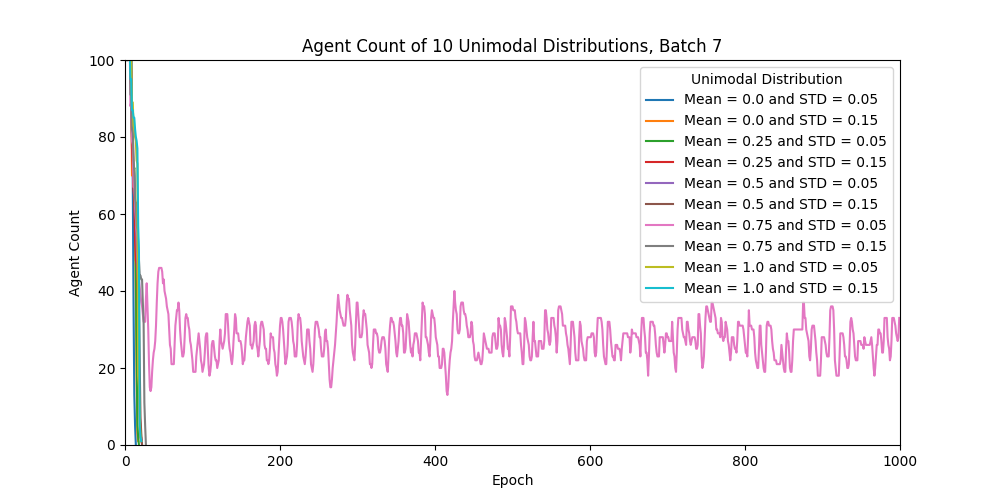 Agent Count of 10 Unimodal Distributions, Batch 7
100
80
60
40
20
0
Agent Count
0
200
400
600
800
1000
Epoch
Unimodal Distribution
Mean = 0.0 and STD = 0.05
Mean = 0.0 and STD = 0.15
Mean = 0.25 and STD = 0.05
Mean = 0.25 and STD = 0.15
Mean = 0.5 and STD = 0.05
Mean = 0.5 and STD = 0.15
Mean = 0.75 and STD = 0.05
Mean = 0.75 and STD = 0.15
Mean = 1.0 and STD = 0.05
Mean = 1.0 and STD = 0.15